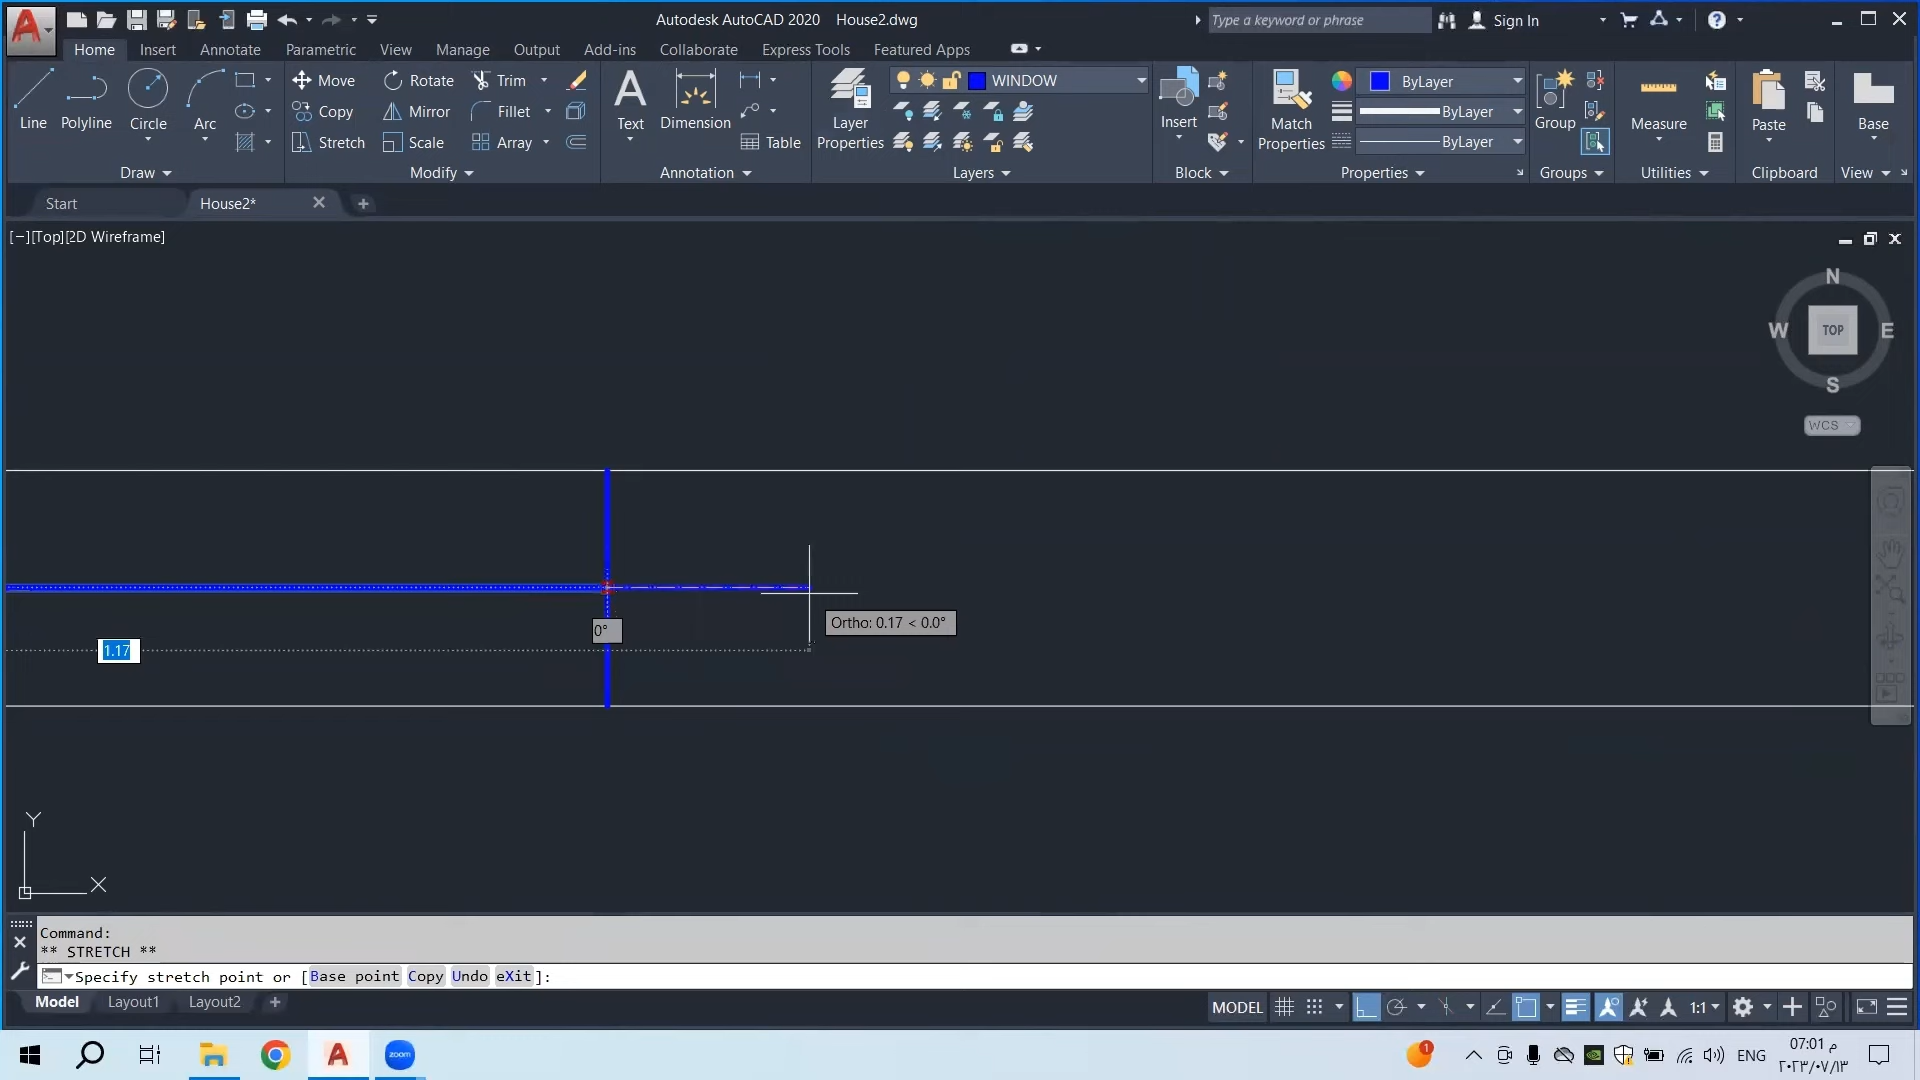 Autodesk AutoCAD 2020 House2.dwg
Type a keyword or phrase
Sign In
Home Insert Annotate Parametric View Manage Output Add-ins Collaborate Express Tools Featured Apps
Line Polyline Circle Arc
Move Rotate Trim
Copy Mirror Fillet
Stretch Scale Array
Text Dimension Table
Layer Properties
WINDOW
Insert
Match Properties
ByLayer
ByLayer
ByLayer
Group
Measure
Paste
Base
Draw Modify Annotation Layers Block Properties Groups Utilities Clipboard View
Start House2*
[−][Top][2D Wireframe]
N
W TOP E
S
WCS
Ortho: 0.17 < 0.0°
0°
1.17
Y
X
Command:
** STRETCH **
Specify stretch point or [Base point Copy Undo eXit]:
Model Layout1 Layout2
MODEL 1:1
zoom
1
ENG
07:01 م
٢٠٢٣/٠٧/١٣